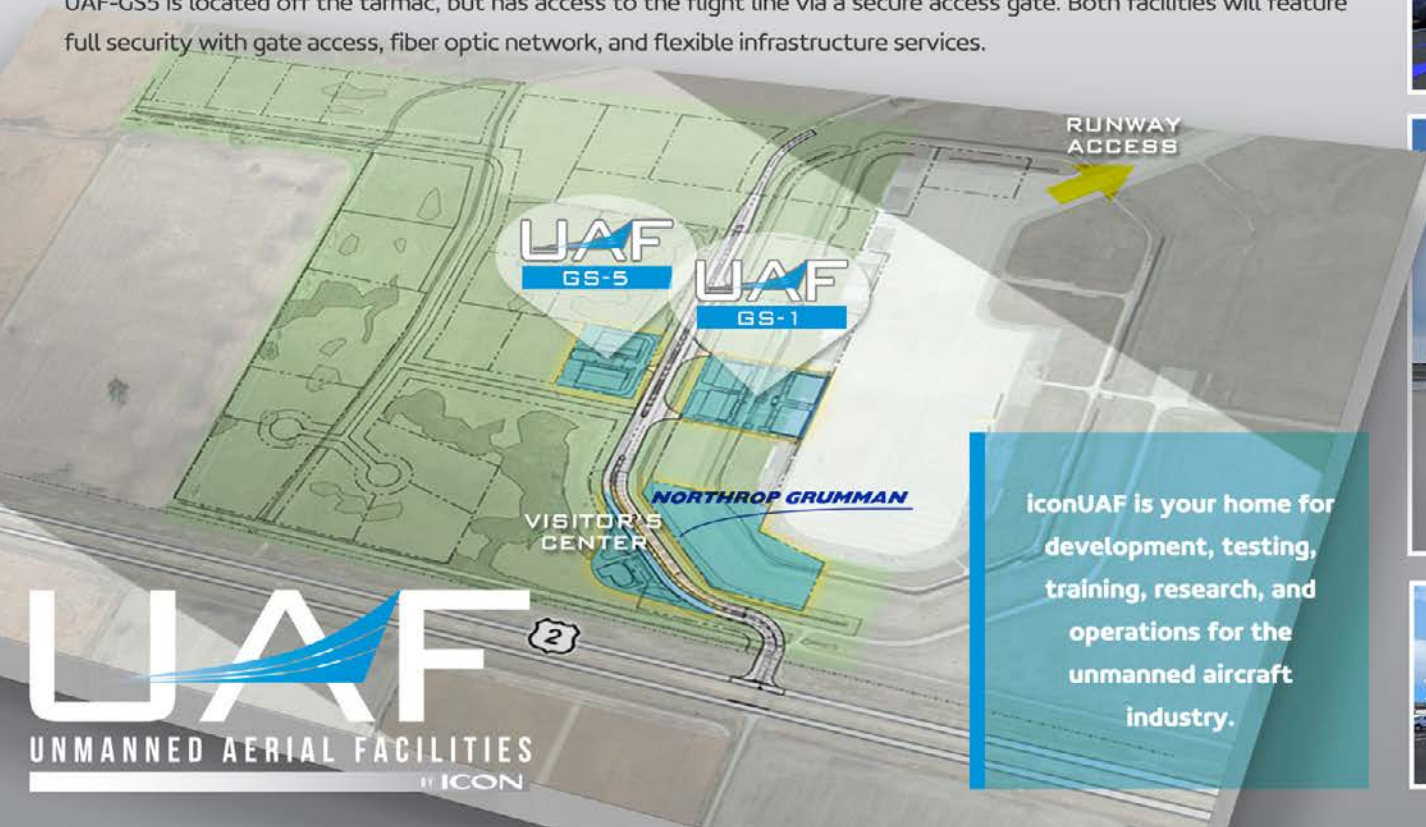 UAF-GS5 is located off the tarmac, but has access to the flight line via a secure access gate. Both facilities will feature
full security with gate access, fiber optic network, and flexible infrastructure services.
RUNWAY
ACCESS
UAF
GS-5
UAF
GS-1
NORTHROP GRUMMAN
VISITOR'S
CENTER
2
iconUAF is your home for
development, testing,
training, research, and
operations for the
unmanned aircraft
industry.
UAF
UNMANNED AERIAL FACILITIES
BY ICON